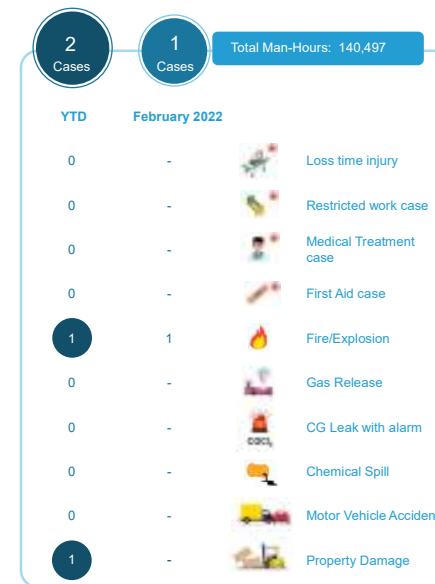 2
Cases
1
Cases
Total Man-Hours: 140,497
YTD February 2022
0 - Loss time injury
0 - Restricted work case
0 - Medical Treatment
case
0 - First Aid case
1 1 Fire/Explosion
0 - Gas Release
0 - CG Leak with alarm
0 - Chemical Spill
0 - Motor Vehicle Acciden
1 - Property Damage